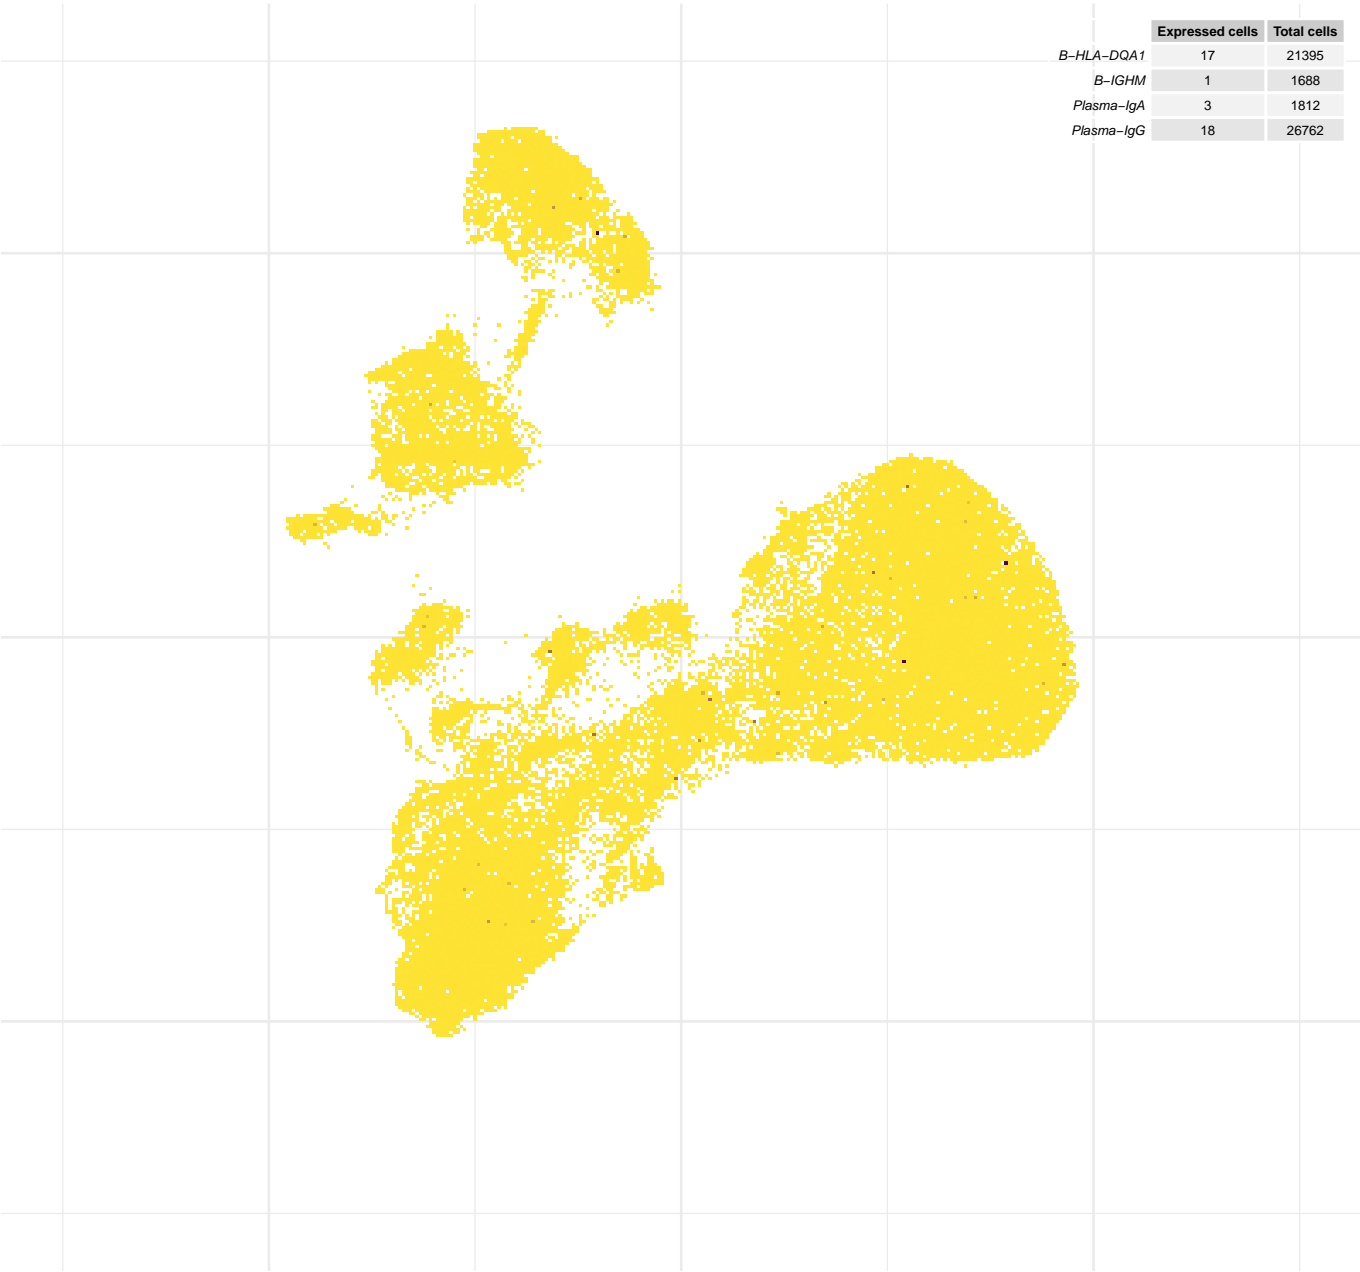 Expressed cells Total cells
B−HLA−DQA1 17 21395
B−IGHM 1 1688
Plasma−IgA 3 1812
Plasma−IgG 18 26762